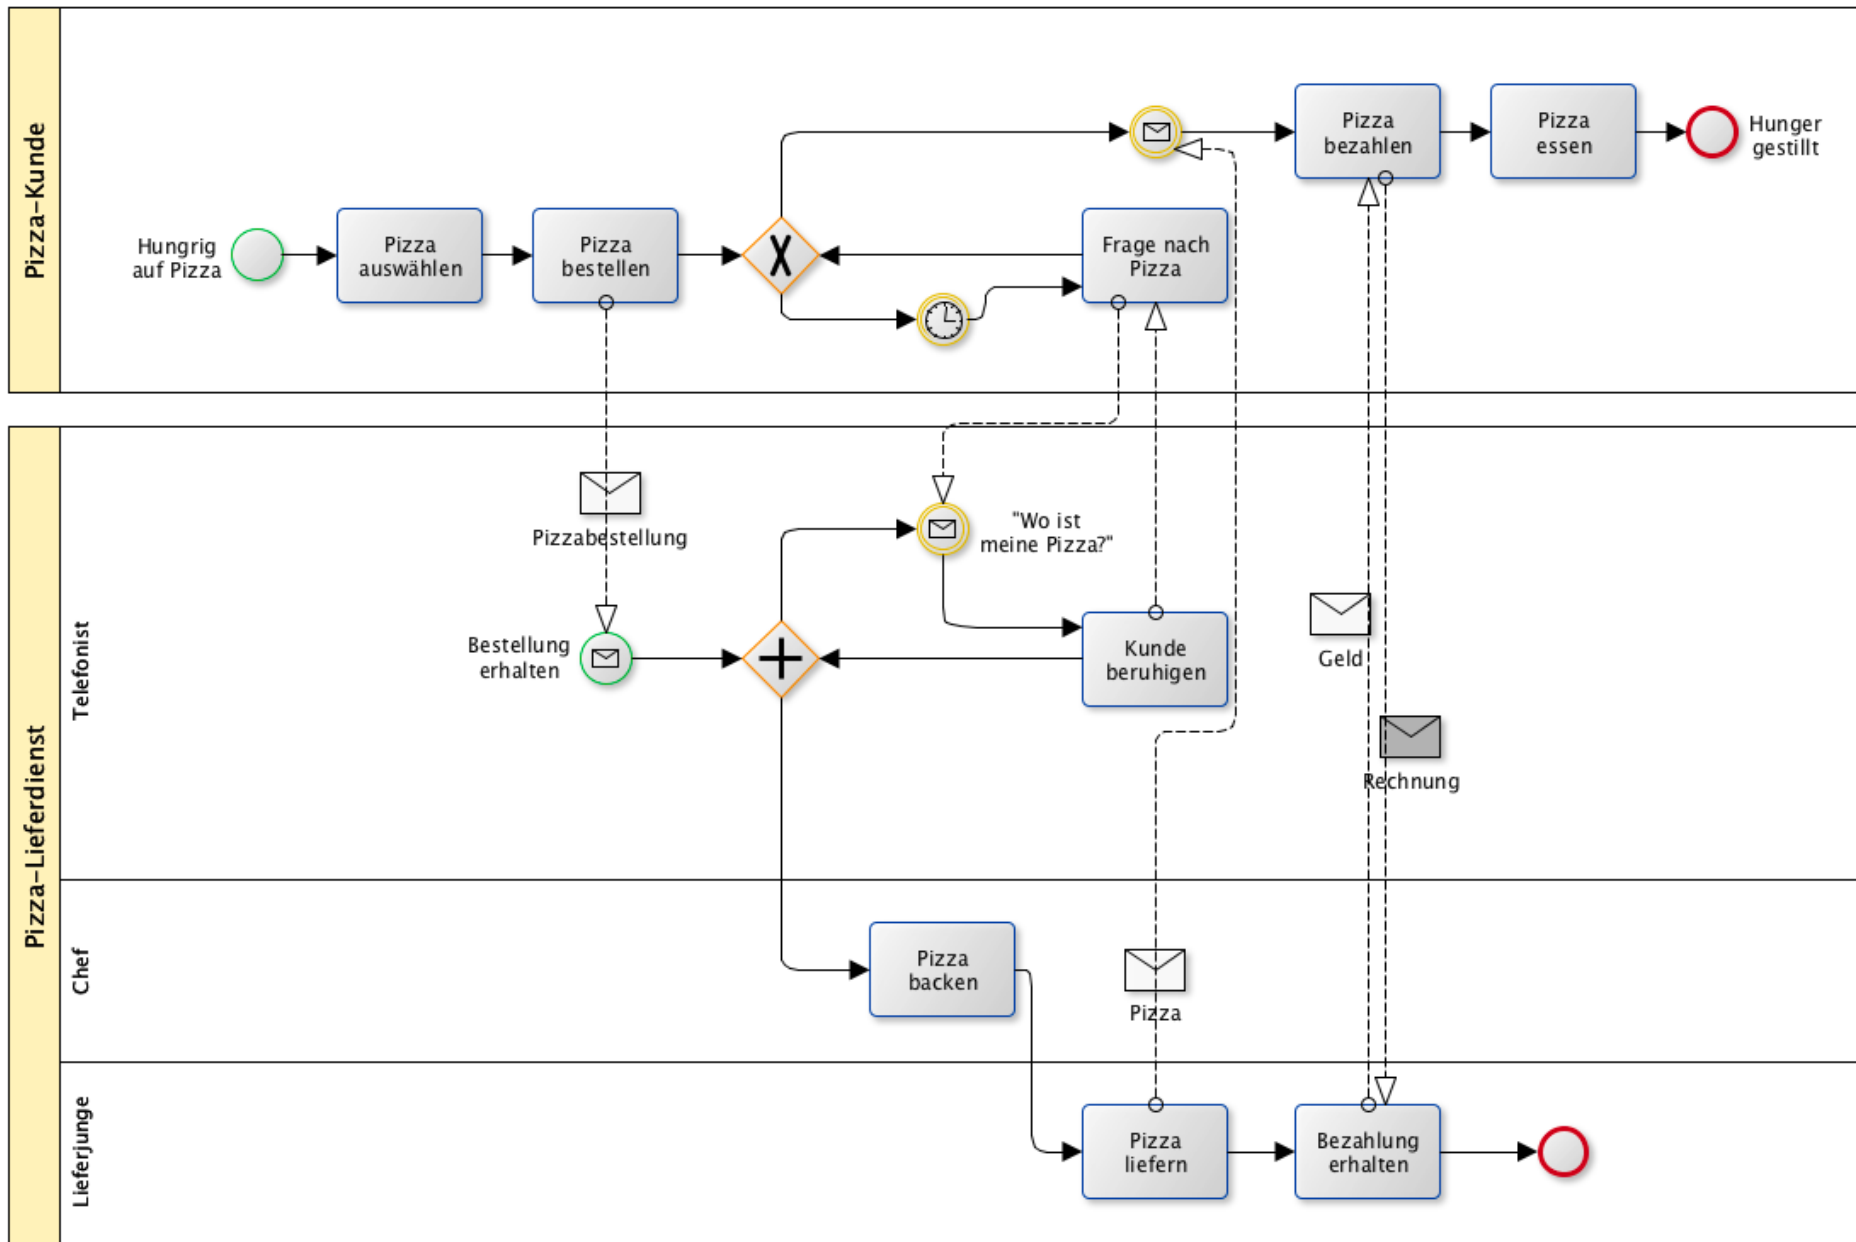 Pizza-Kunde
Hungrig
auf Pizza
Pizza
auswählen
Pizza
bestellen
Frage nach
Pizza
Pizza
bezahlen
Pizza
essen
Hunger
gestillt
Pizza-Lieferdienst
Telefonist
Pizzabestellung
"Wo ist
meine Pizza?"
Bestellung
erhalten
Kunde
beruhigen
Geld
Rechnung
Chef
Pizza
backen
Pizza
Lieferjunge
Pizza
liefern
Bezahlung
erhalten